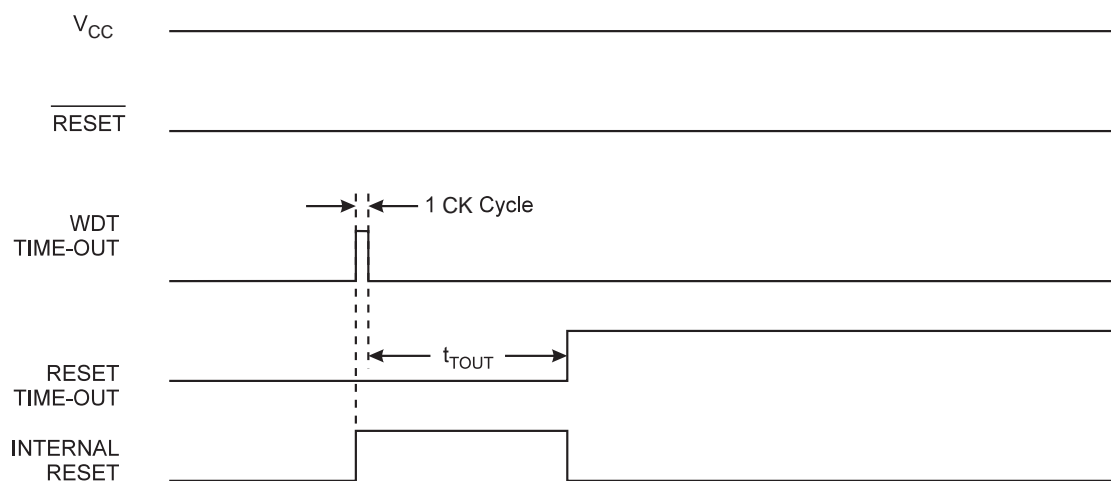 VCC
RESET
1 CK Cycle
WDT
TIME-OUT
tTOUT
RESET
TIME-OUT
INTERNAL
RESET